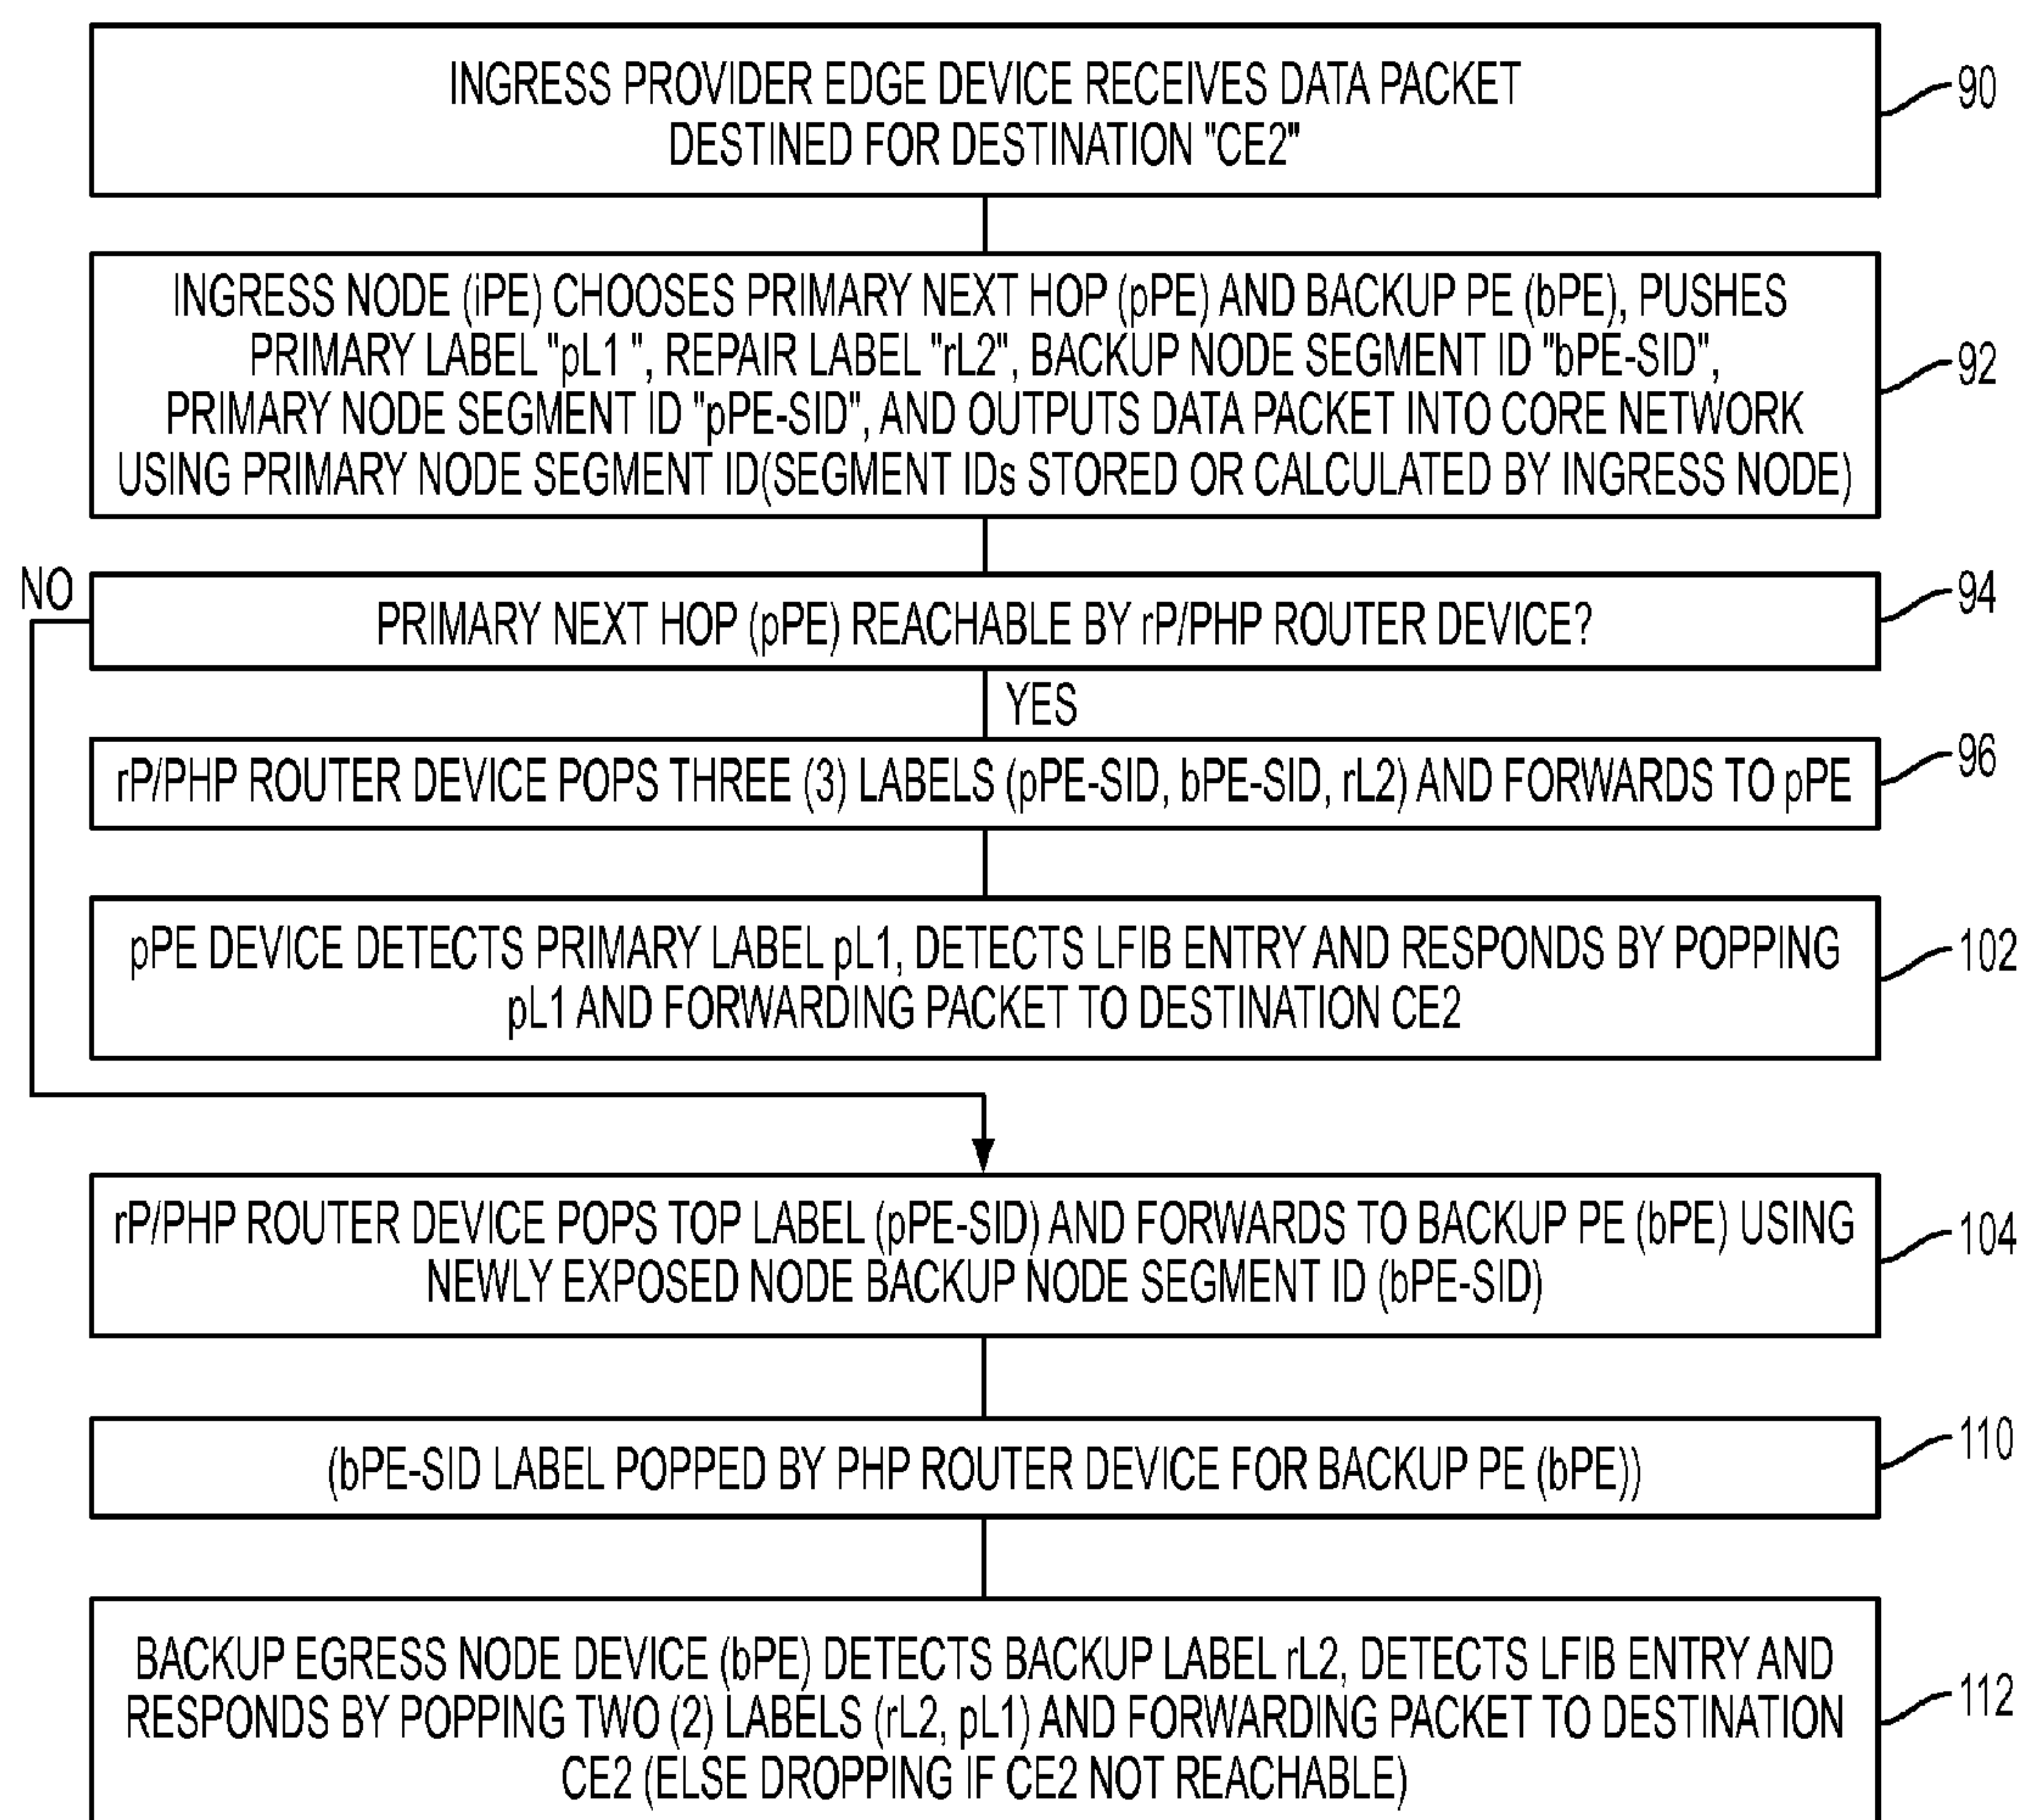 INGRESS PROVIDER EDGE DEVICE RECEIVES DATA PACKET
DESTINED FOR DESTINATION "CE2"
90
INGRESS NODE (iPE) CHOOSES PRIMARY NEXT HOP (pPE) AND BACKUP PE (bPE), PUSHES
PRIMARY LABEL "pL1 ", REPAIR LABEL "rL2", BACKUP NODE SEGMENT ID "bPE-SID",
PRIMARY NODE SEGMENT ID "pPE-SID", AND OUTPUTS DATA PACKET INTO CORE NETWORK
USING PRIMARY NODE SEGMENT ID(SEGMENT IDs STORED OR CALCULATED BY INGRESS NODE)
92
NO
PRIMARY NEXT HOP (pPE) REACHABLE BY rP/PHP ROUTER DEVICE?
94
YES
rP/PHP ROUTER DEVICE POPS THREE (3) LABELS (pPE-SID, bPE-SID, rL2) AND FORWARDS TO pPE
96
pPE DEVICE DETECTS PRIMARY LABEL pL1, DETECTS LFIB ENTRY AND RESPONDS BY POPPING
pL1 AND FORWARDING PACKET TO DESTINATION CE2
102
rP/PHP ROUTER DEVICE POPS TOP LABEL (pPE-SID) AND FORWARDS TO BACKUP PE (bPE) USING
NEWLY EXPOSED NODE BACKUP NODE SEGMENT ID (bPE-SID)
104
(bPE-SID LABEL POPPED BY PHP ROUTER DEVICE FOR BACKUP PE (bPE))
110
BACKUP EGRESS NODE DEVICE (bPE) DETECTS BACKUP LABEL rL2, DETECTS LFIB ENTRY AND
RESPONDS BY POPPING TWO (2) LABELS (rL2, pL1) AND FORWARDING PACKET TO DESTINATION
CE2 (ELSE DROPPING IF CE2 NOT REACHABLE)
112